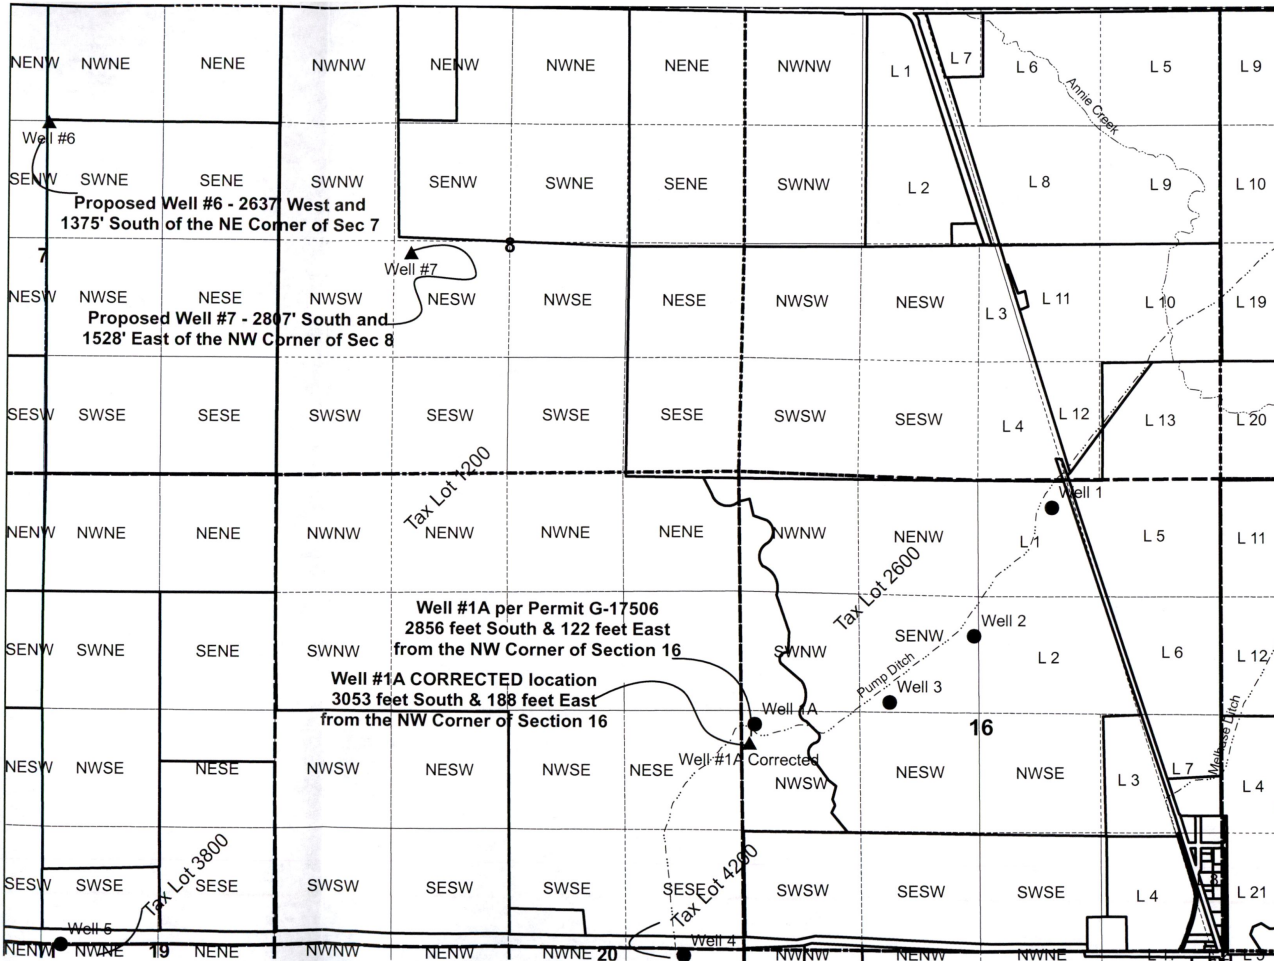 NENW NWNE NENE NWNW NENW NWNE NENE NWNW L 1 L 7 L 6 L 5 L 9
Annie Creek
Well #6
SENW SWNE SENE SWNW SENW SWNE SENE SWNW L 2 L 8 L 9 L 10
Proposed Well #6 - 2637' West and
1375' South of the NE Corner of Sec 7
7
8
Well #7
NESW NWSE NESE NWSW NESW NWSE NESE NWSW NESW L 3 L 11 L 10 L 19
Proposed Well #7 - 2807' South and
1528' East of the NW Corner of Sec 8
SESW SWSE SESE SWSW SESW SWSE SESE SWSW SESW L 4 L 12 L 13 L 20
Tax Lot 1200
Well 1
NENW NWNE NENE NWNW NENW NWNE NENE NWNW NENW L 1 L 5 L 11
Tax Lot 2600
Well #1A per Permit G-17506
2856 feet South & 122 feet East
from the NW Corner of Section 16
Well 2
SENW SWNE SENE SWNW SWNW SENW L 2 L 6 L 12
Pump Ditch
Well #1A CORRECTED location
3053 feet South & 188 feet East
from the NW Corner of Section 16
Well 3
Well 1A
16
Melhase Ditch
Well #1A Corrected
NESW NWSE NESE NWSW NESW NWSE NESE NWSW NESW NWSE L 3 L 7 L 4
Tax Lot 3800
Tax Lot 4200
SESW SWSE SESE SWSW SESW SWSE SESE SWSW SESW SWSE L 4 L 21
Well 5
Well 4
19
20
NENW NWNE NENE NWNW NENW NWNE NWNW NENW NWNE